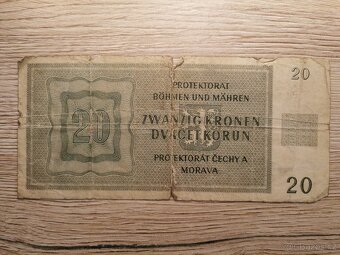 20
PROTEKTORAT
BÖHMEN UND MÄHREN
ZWANZIG KRONEN
DVACET KORUN
PROTEKTORÁT ČECHY A
MORAVA
20
20